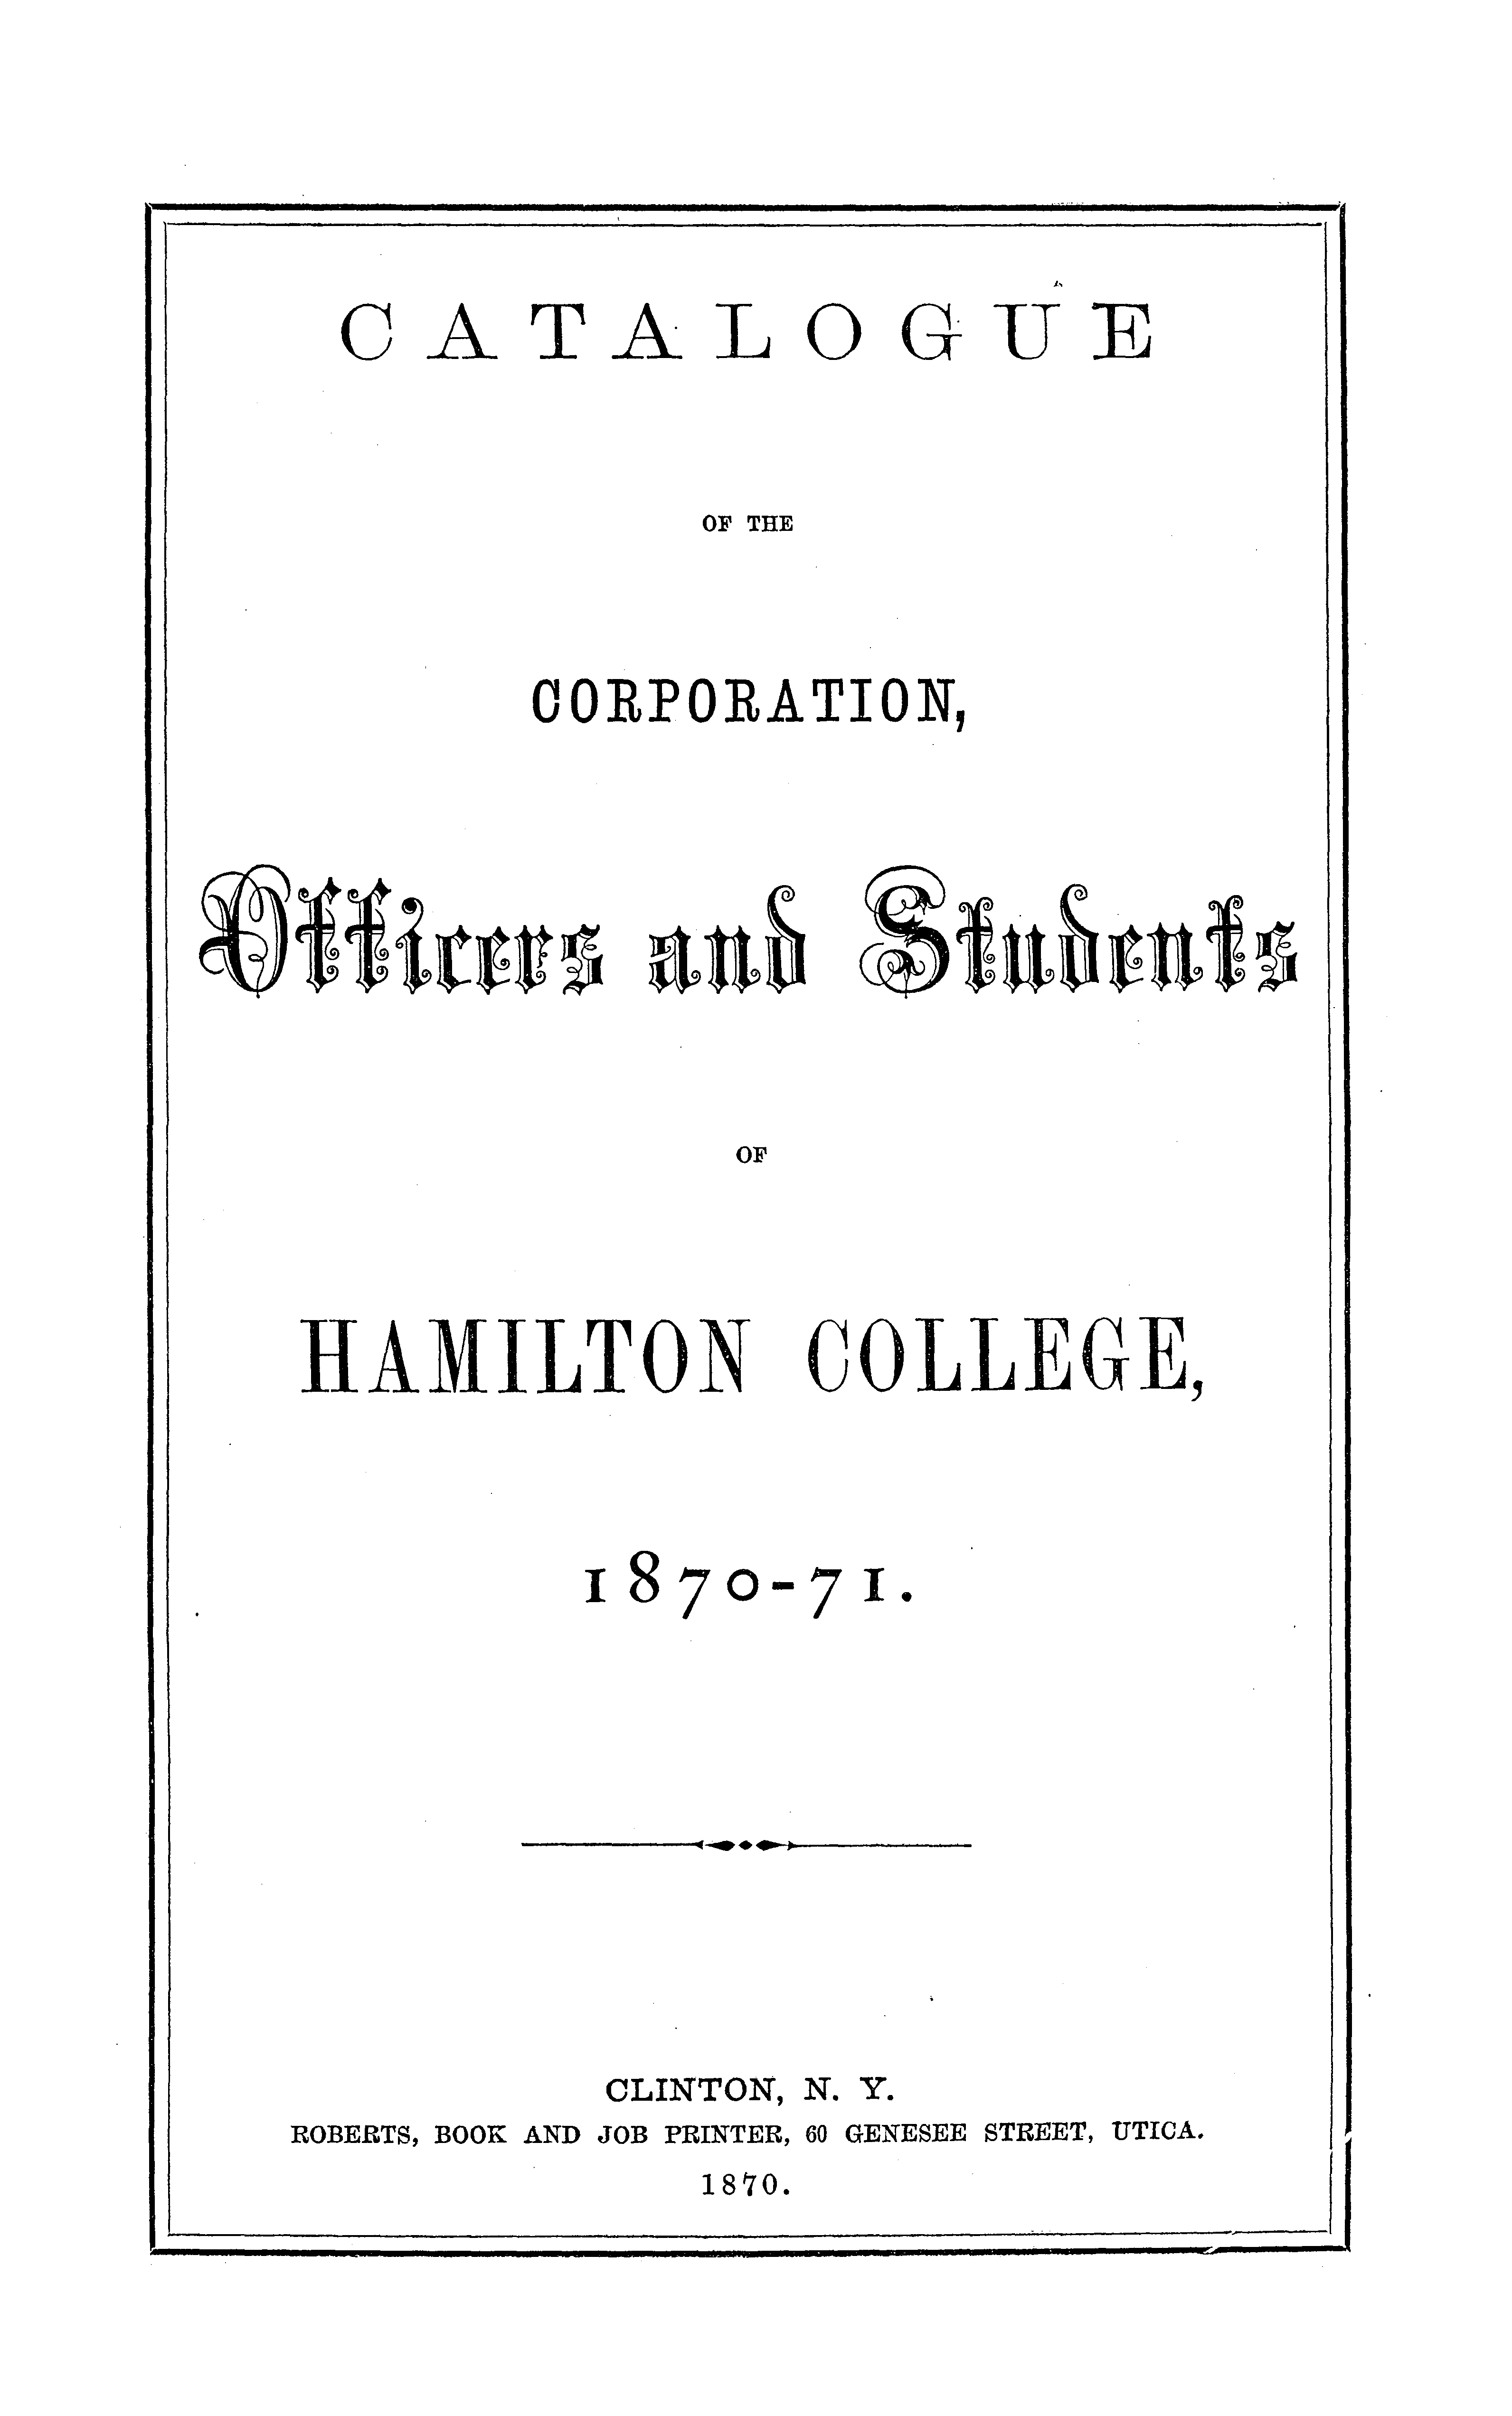 CATALOGUE
OF THE
CORPORATION,
Officers and Students
OF
HAMILTON COLLEGE,
1870-71.
CLINTON, N. Y.
ROBERTS, BOOK AND JOB PRINTER, 60 GENESEE STREET, UTICA.
1870.